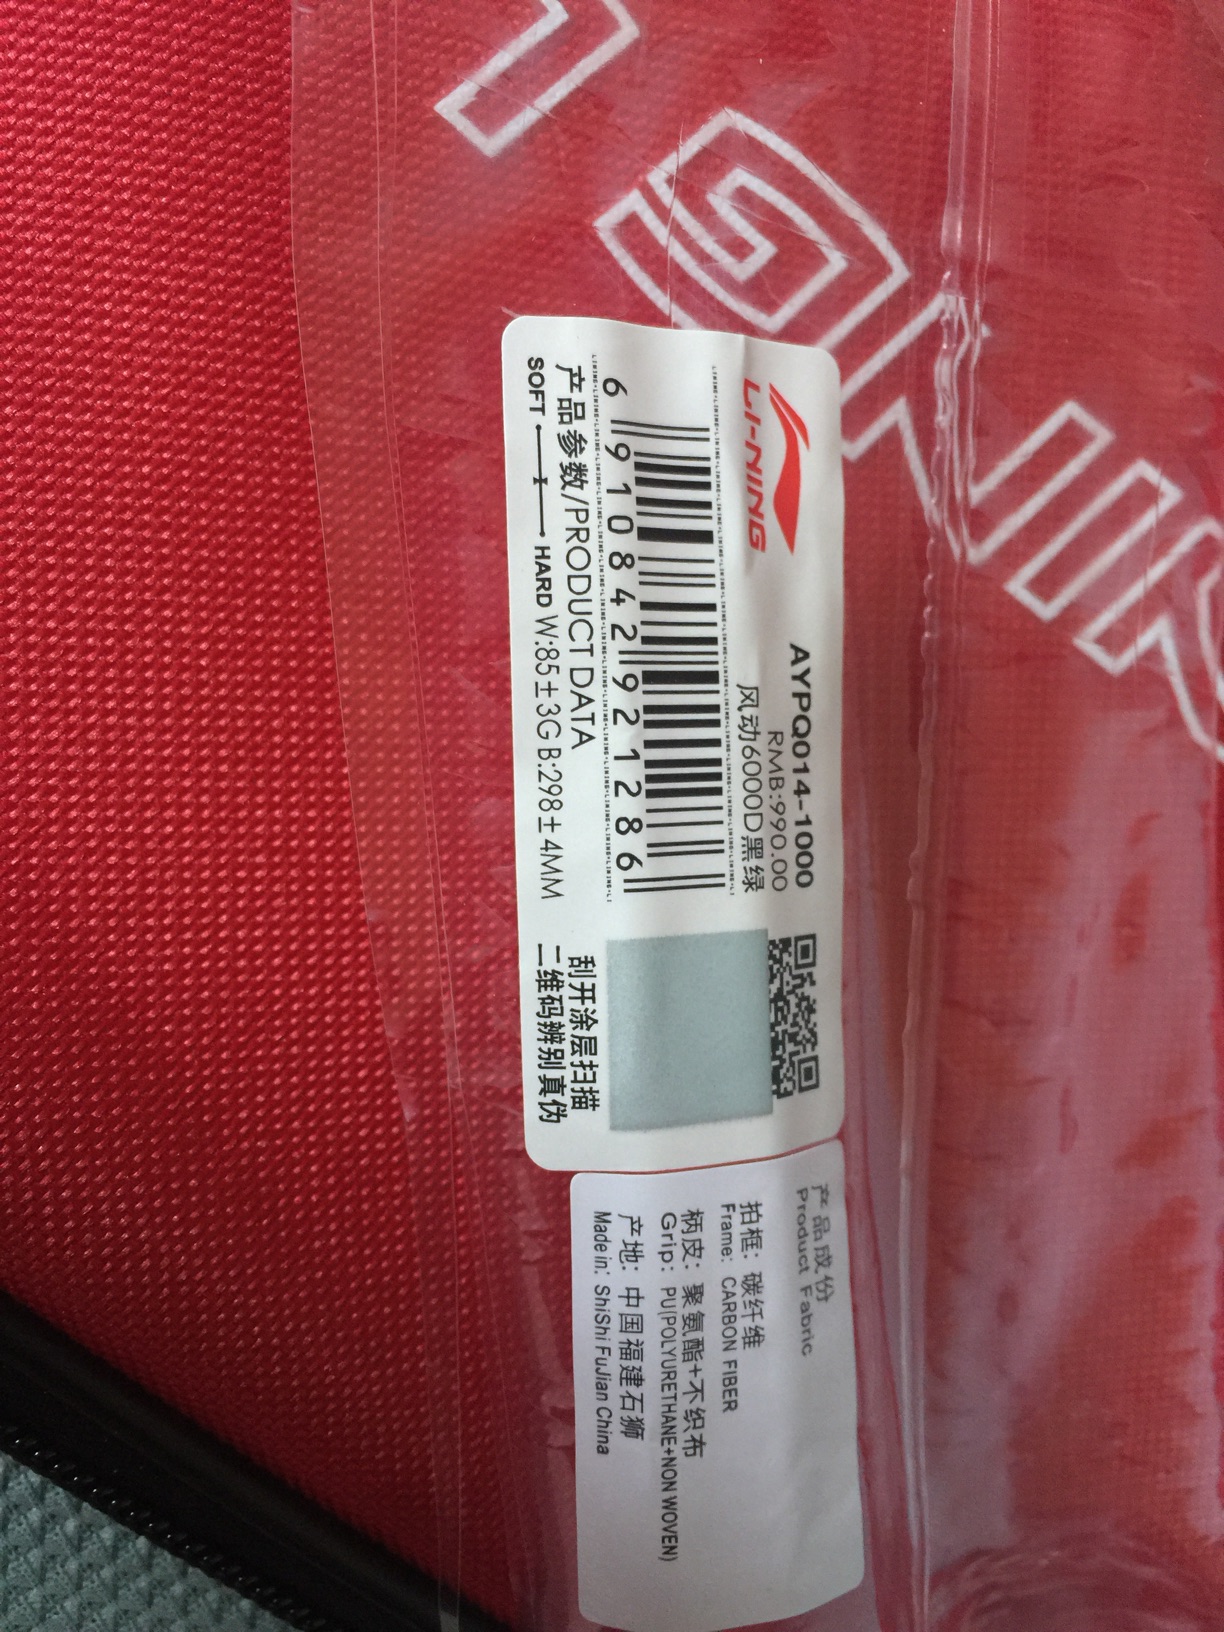 LI-NING
AYPQ014-1000
RMB:990.00
风动6000D黑绿
6 910842 921286
产品参数/PRODUCT DATA
SOFT HARD W:85±3G B:298±4MM
刮开涂层扫描
二维码辨别真伪
产品成份
Product Fabric
拍框：碳纤维
Frame: CARBON FIBER
柄皮：聚氨酯+不织布
Grip: PU(POLYURETHANE+NON WOVEN)
产地：中国福建石狮
Made in: ShiShi FuJian China